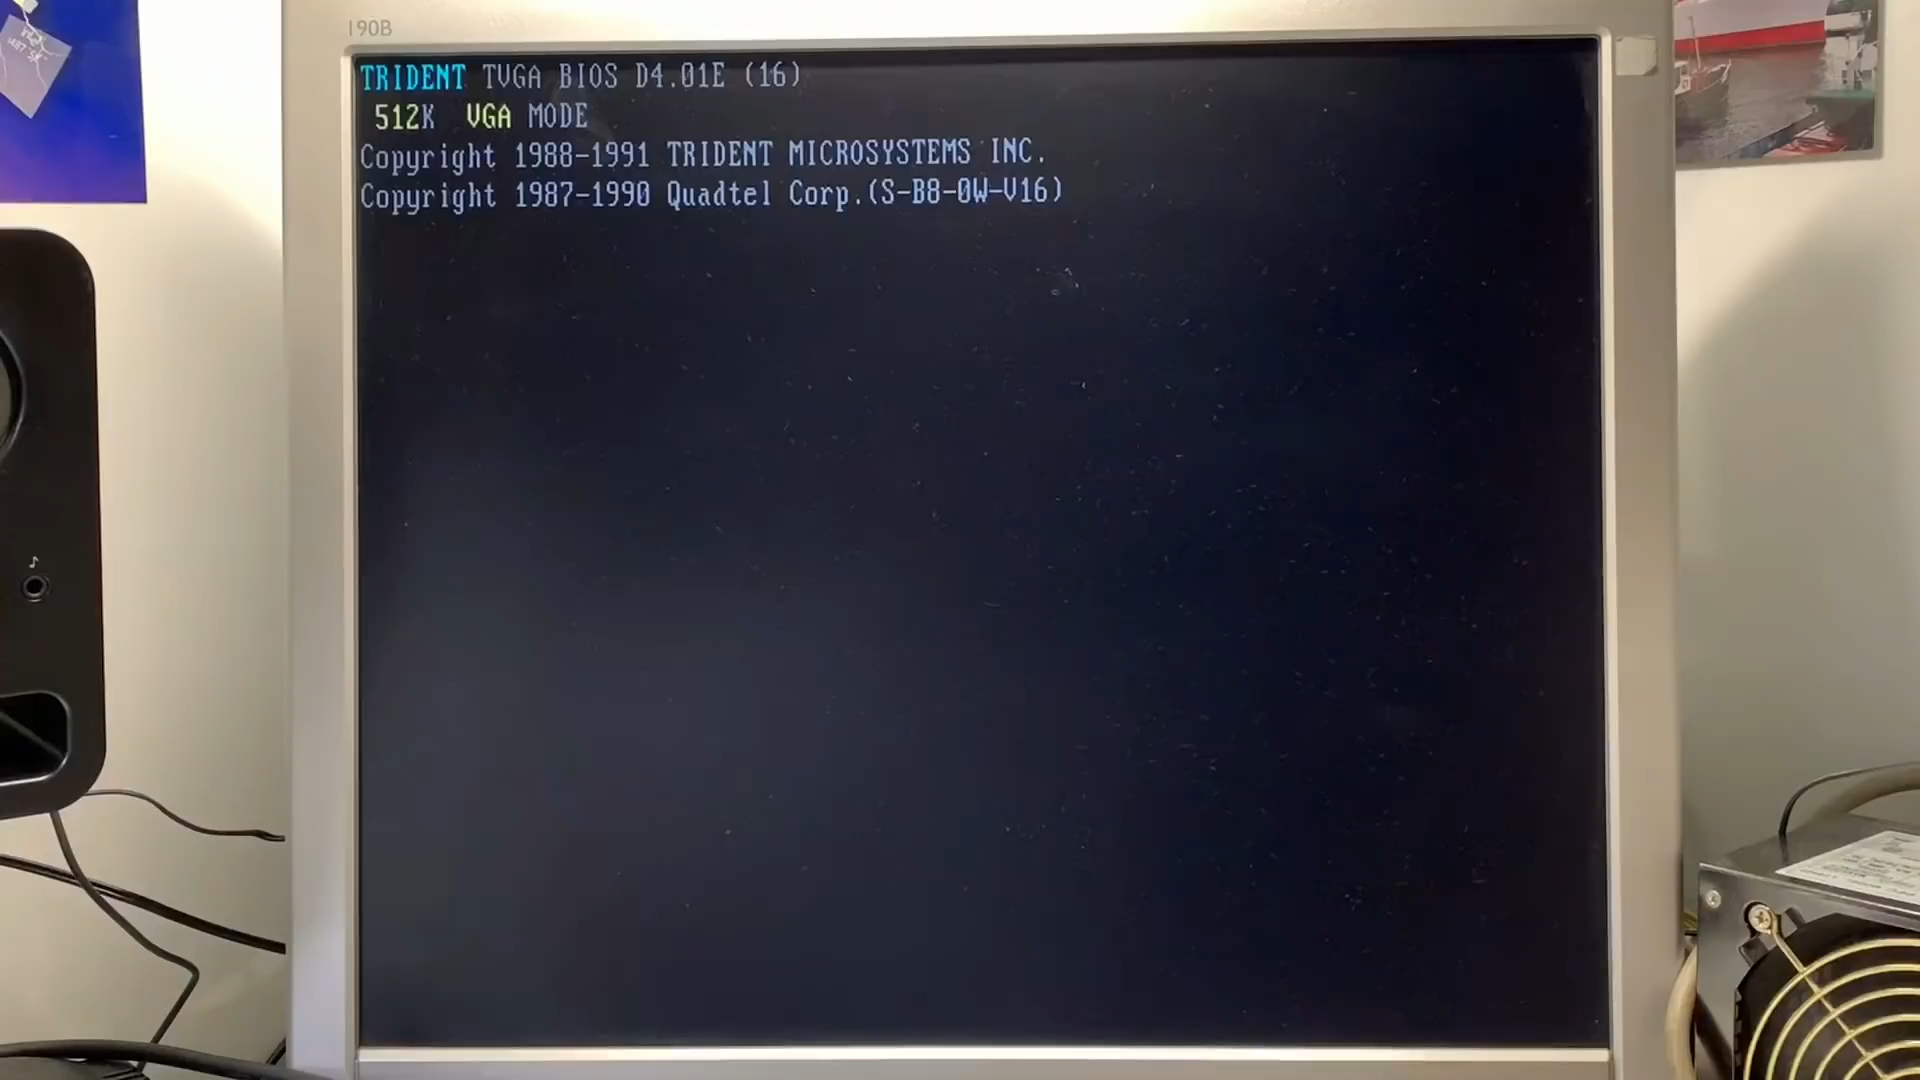 190B
TRIDENT TVGA BIOS D4.01E (16)
512K VGA MODE
Copyright 1988-1991 TRIDENT MICROSYSTEMS INC.
Copyright 1987-1990 Quadtel Corp.(S-B8-0W-V16)